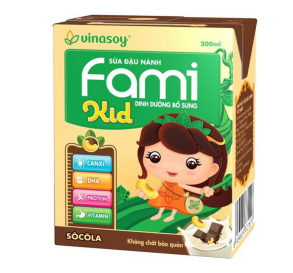 vinasoy
200ml
SỮA ĐẬU NÀNH
Fami
DINH DƯỠNG BỔ SUNG
Kid
CANXI
DHA
PROTEIN
VITAMIN
SÔCÔLA
Không chất bảo quản